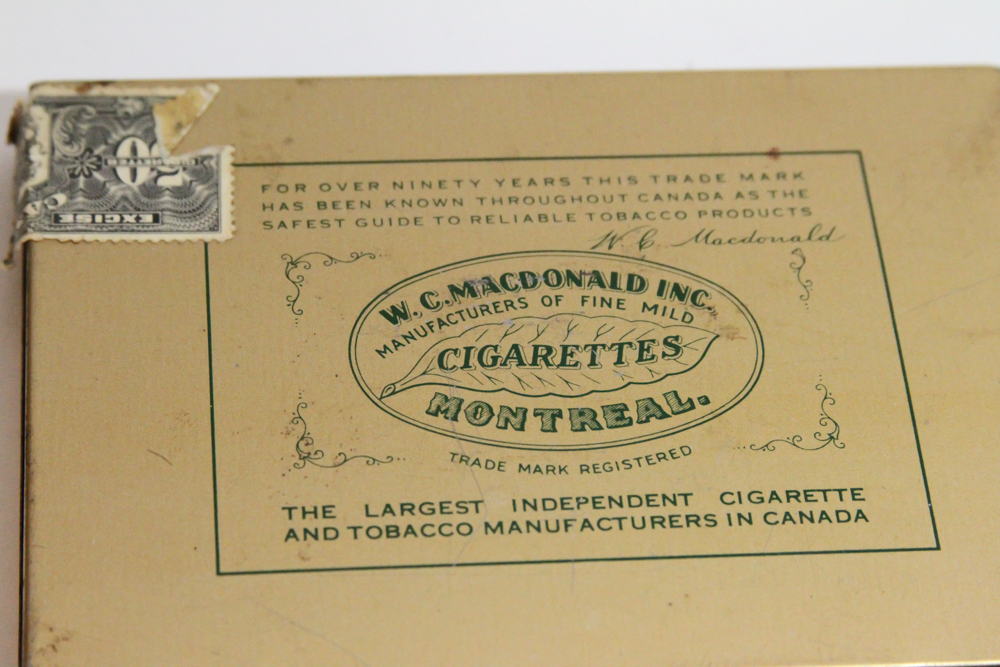 FOR OVER NINETY YEARS THIS TRADE MARK
HAS BEEN KNOWN THROUGHOUT CANADA AS THE
SAFEST GUIDE TO RELIABLE TOBACCO PRODUCTS
W. C. Macdonald
W. C. MACDONALD INC.
MANUFACTURERS OF FINE MILD
CIGARETTES
MONTREAL.
TRADE MARK REGISTERED
THE LARGEST INDEPENDENT CIGARETTE
AND TOBACCO MANUFACTURERS IN CANADA
EXCISE